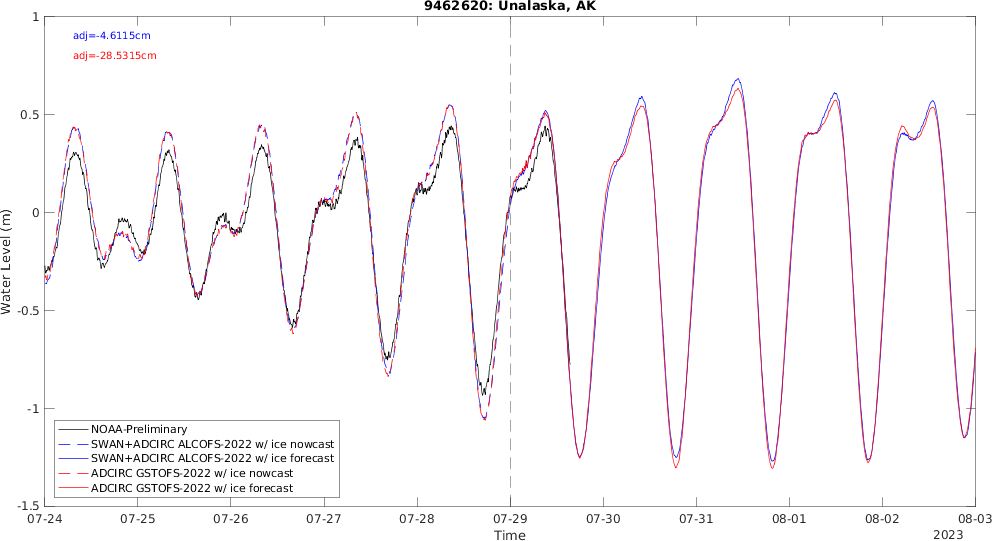 9462620: Unalaska, AK
adj=-4.6115cm
adj=-28.5315cm
1
0.5
0
-0.5
-1
-1.5
Water Level (m)
NOAA-Preliminary
SWAN+ADCIRC ALCOFS-2022 w/ ice nowcast
SWAN+ADCIRC ALCOFS-2022 w/ ice forecast
ADCIRC GSTOFS-2022 w/ ice nowcast
ADCIRC GSTOFS-2022 w/ ice forecast
07-24 07-25 07-26 07-27 07-28 07-29 07-30 07-31 08-01 08-02 08-03
Time
2023